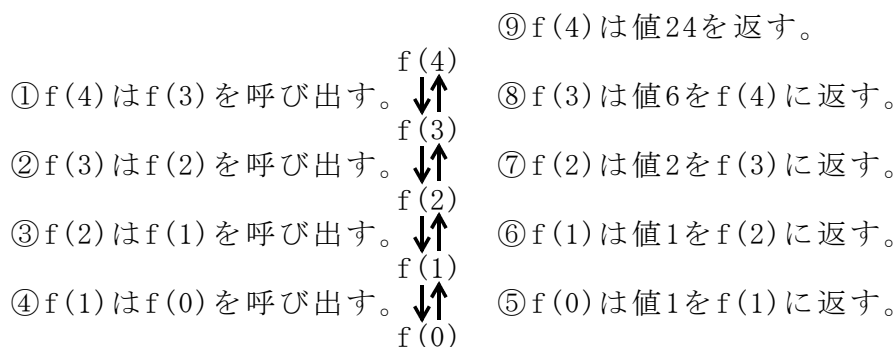 ⑨f(4)は値24を返す。
f(4)
①f(4)はf(3)を呼び出す。 ⑧f(3)は値6をf(4)に返す。
f(3)
②f(3)はf(2)を呼び出す。 ⑦f(2)は値2をf(3)に返す。
f(2)
③f(2)はf(1)を呼び出す。 ⑥f(1)は値1をf(2)に返す。
f(1)
④f(1)はf(0)を呼び出す。 ⑤f(0)は値1をf(1)に返す。
f(0)